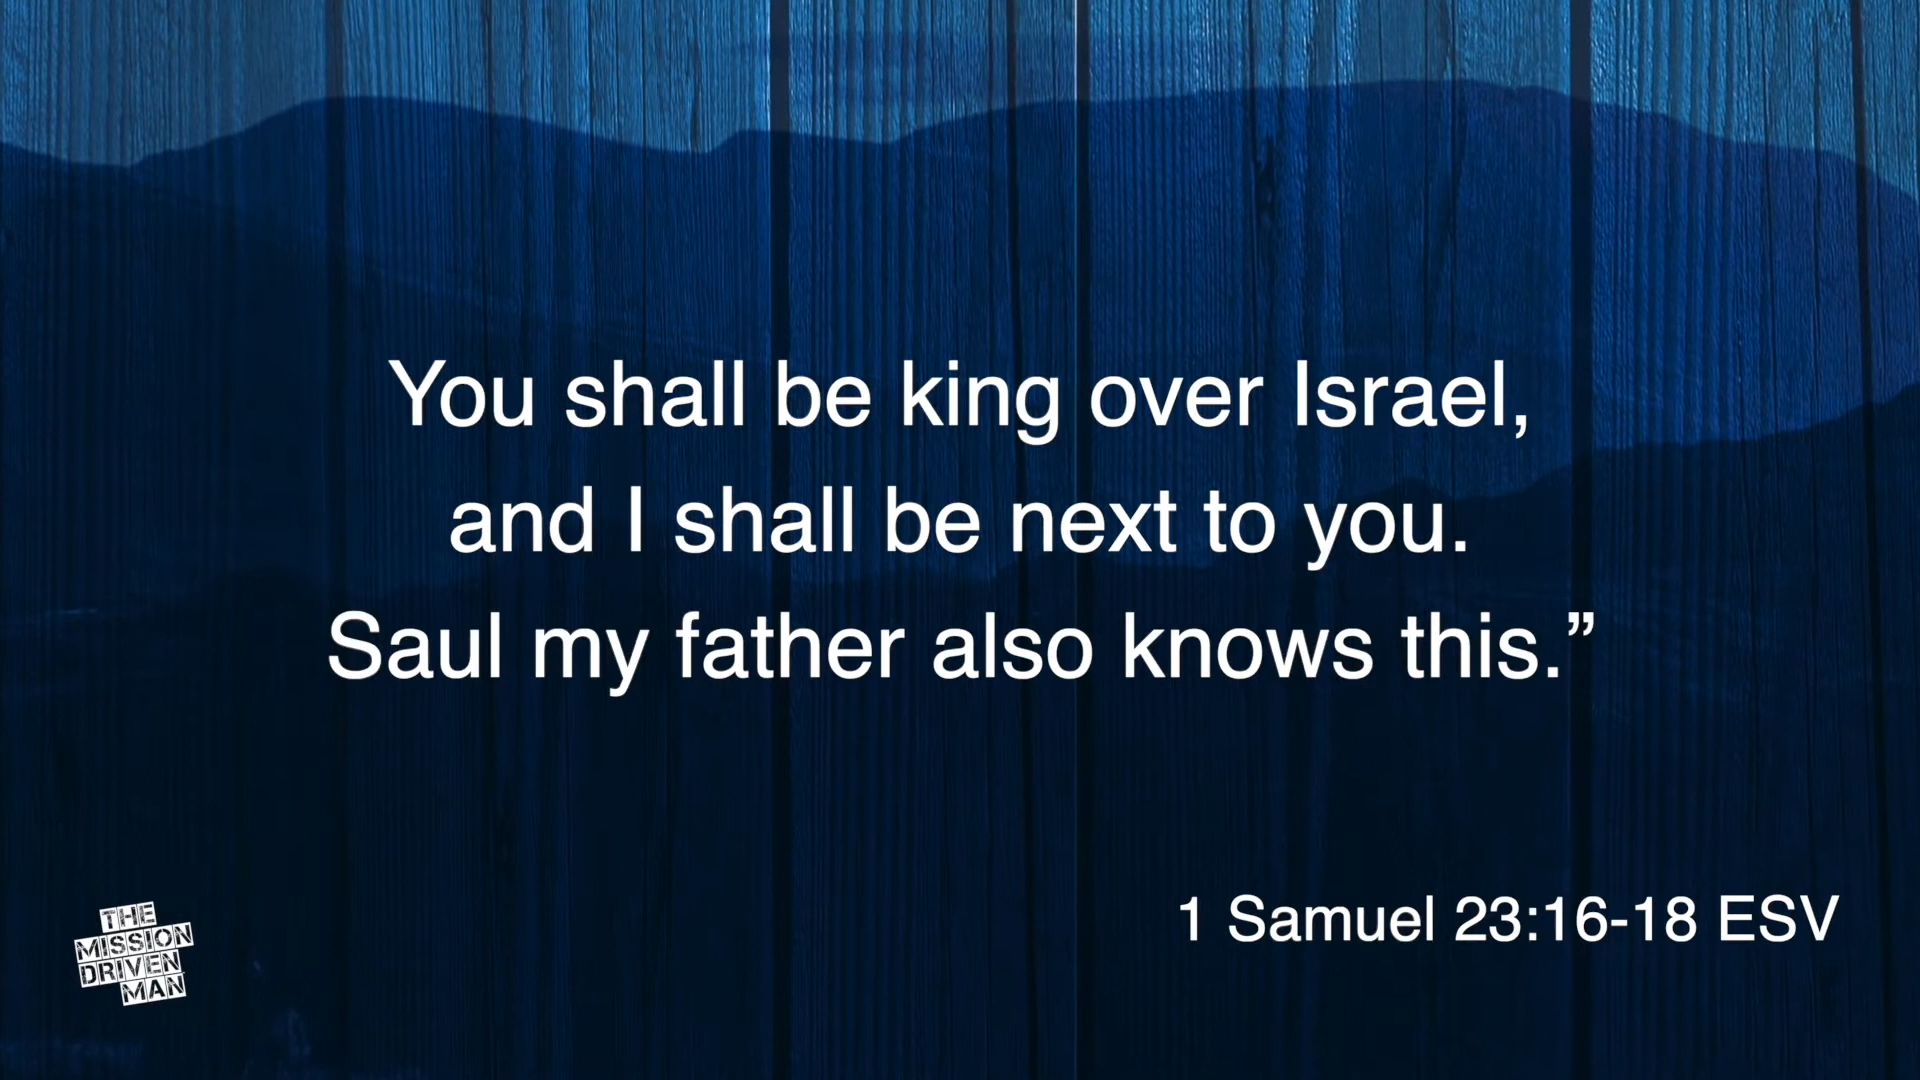 You shall be king over Israel,
and I shall be next to you.
Saul my father also knows this.”
1 Samuel 23:16-18 ESV
THE
MISSION
DRIVEN
MAN